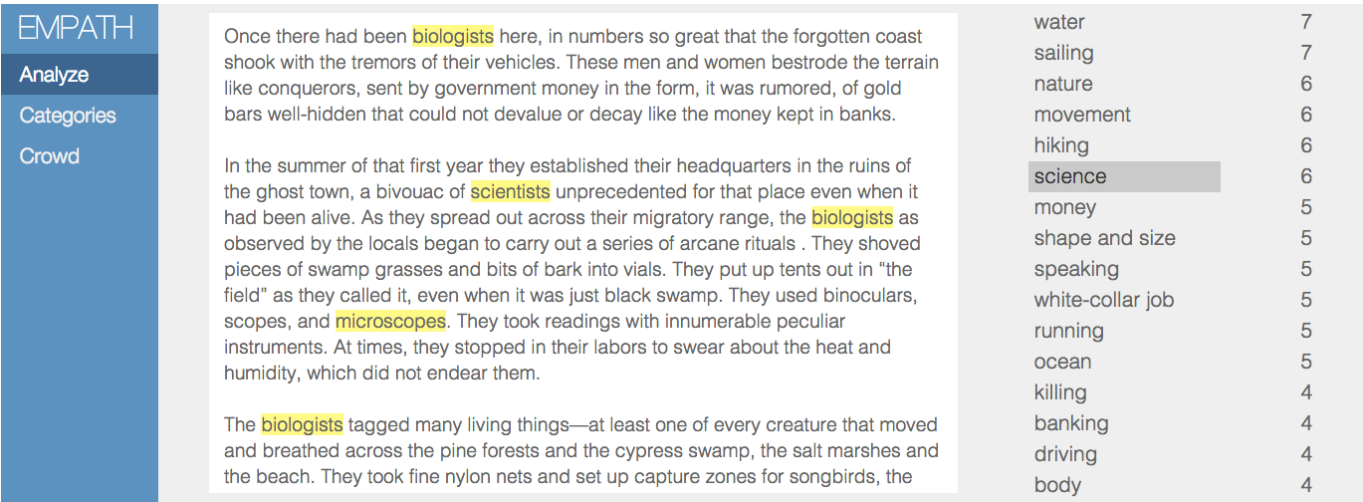 EMPATH
Analyze
Categories
Crowd
Once there had been biologists here, in numbers so great that the forgotten coast
shook with the tremors of their vehicles. These men and women bestrode the terrain
like conquerors, sent by government money in the form, it was rumored, of gold
bars well-hidden that could not devalue or decay like the money kept in banks.
In the summer of that first year they established their headquarters in the ruins of
the ghost town, a bivouac of scientists unprecedented for that place even when it
had been alive. As they spread out across their migratory range, the biologists as
observed by the locals began to carry out a series of arcane rituals . They shoved
pieces of swamp grasses and bits of bark into vials. They put up tents out in “the
field” as they called it, even when it was just black swamp. They used binoculars,
scopes, and microscopes. They took readings with innumerable peculiar
instruments. At times, they stopped in their labors to swear about the heat and
humidity, which did not endear them.
The biologists tagged many living things—at least one of every creature that moved
and breathed across the pine forests and the cypress swamp, the salt marshes and
the beach. They took fine nylon nets and set up capture zones for songbirds, the
water 7
sailing 7
nature 6
movement 6
hiking 6
science 6
money 5
shape and size 5
speaking 5
white-collar job 5
running 5
ocean 5
killing 4
banking 4
driving 4
body 4